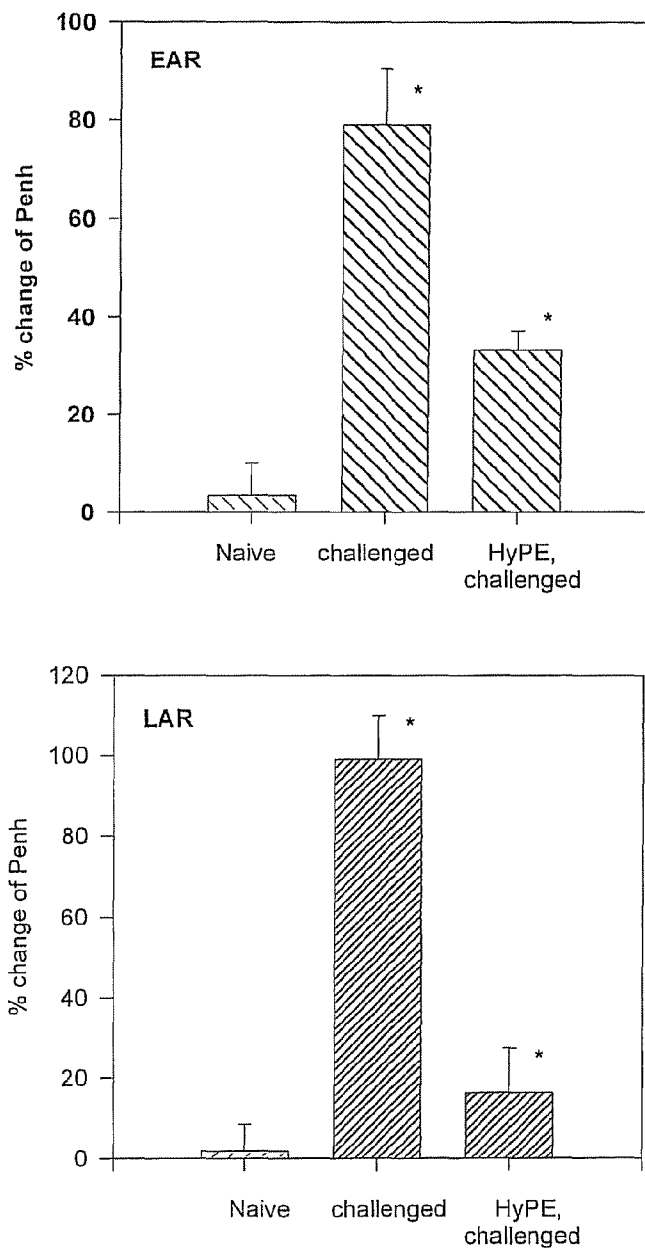 100
EAR
*
80
60
*
40
20
0
% change of Penh
Naive challenged HyPE,
challenged
120
LAR
*
100
80
60
40
*
20
0
% change of Penh
Naive challenged HyPE,
challenged